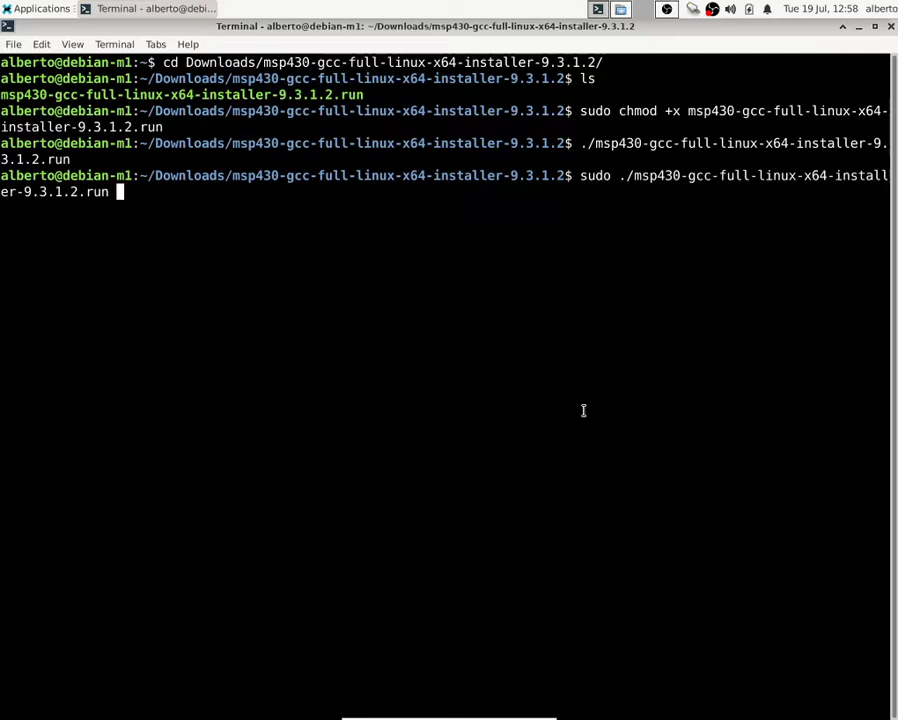 Applications Terminal - alberto@debi... Tue 19 Jul, 12:58 alberto
Terminal - alberto@debian-m1: ~/Downloads/msp430-gcc-full-linux-x64-installer-9.3.1.2
File Edit View Terminal Tabs Help
alberto@debian-m1:~$ cd Downloads/msp430-gcc-full-linux-x64-installer-9.3.1.2/
alberto@debian-m1:~/Downloads/msp430-gcc-full-linux-x64-installer-9.3.1.2$ ls
msp430-gcc-full-linux-x64-installer-9.3.1.2.run
alberto@debian-m1:~/Downloads/msp430-gcc-full-linux-x64-installer-9.3.1.2$ sudo chmod +x msp430-gcc-full-linux-x64-
installer-9.3.1.2.run
alberto@debian-m1:~/Downloads/msp430-gcc-full-linux-x64-installer-9.3.1.2$ ./msp430-gcc-full-linux-x64-installer-9.
3.1.2.run
alberto@debian-m1:~/Downloads/msp430-gcc-full-linux-x64-installer-9.3.1.2$ sudo ./msp430-gcc-full-linux-x64-install
er-9.3.1.2.run